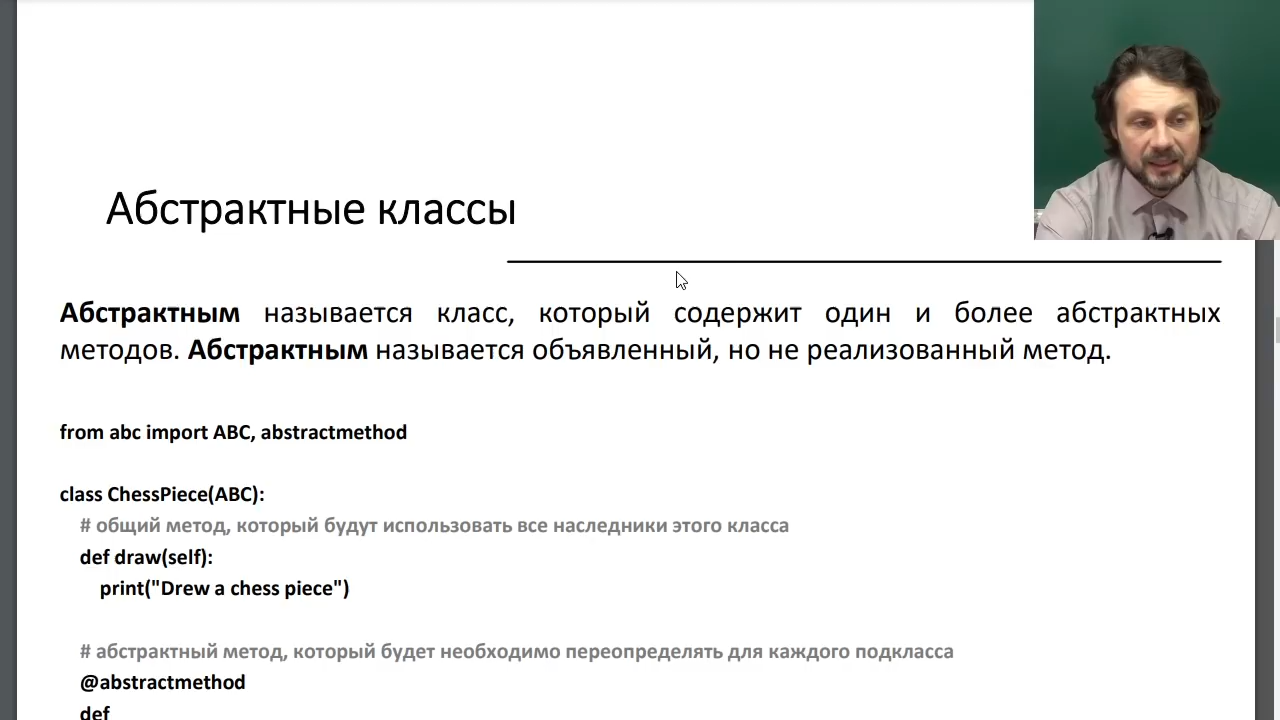 Абстрактные классы
Абстрактным называется класс, который содержит один и более абстрактных
методов. Абстрактным называется объявленный, но не реализованный метод.
from abc import ABC, abstractmethod
class ChessPiece(ABC):
# общий метод, который будут использовать все наследники этого класса
def draw(self):
print("Drew a chess piece")
# абстрактный метод, который будет необходимо переопределять для каждого подкласса
@abstractmethod
def